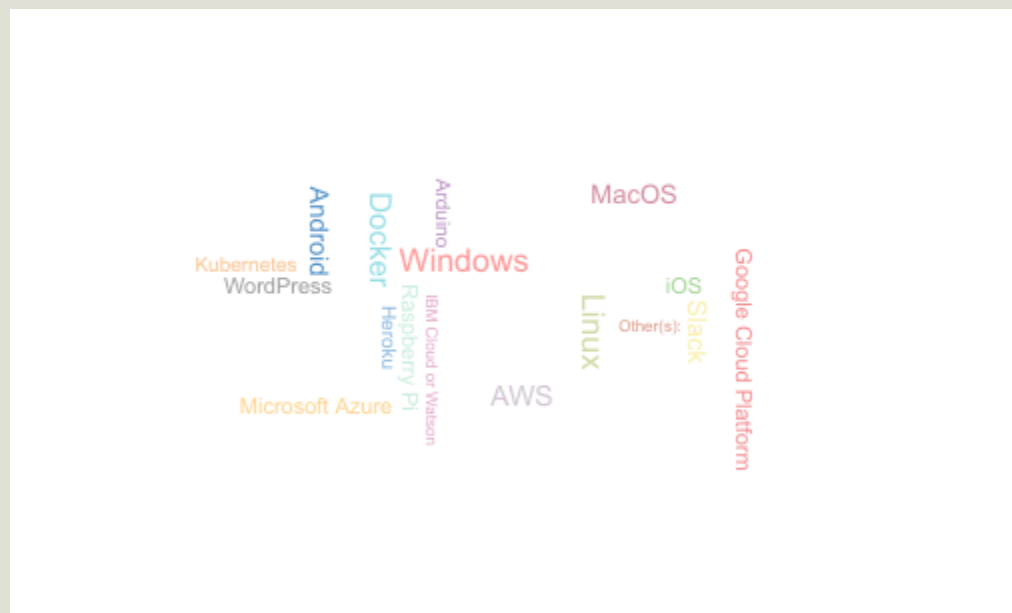 Android
Docker
Arduino
MacOS
Windows
Kubernetes
WordPress
Google Cloud Platform
iOS
Raspberry Pi
IBM Cloud or Watson
Linux
Slack
Heroku
Other(s):
AWS
Microsoft Azure